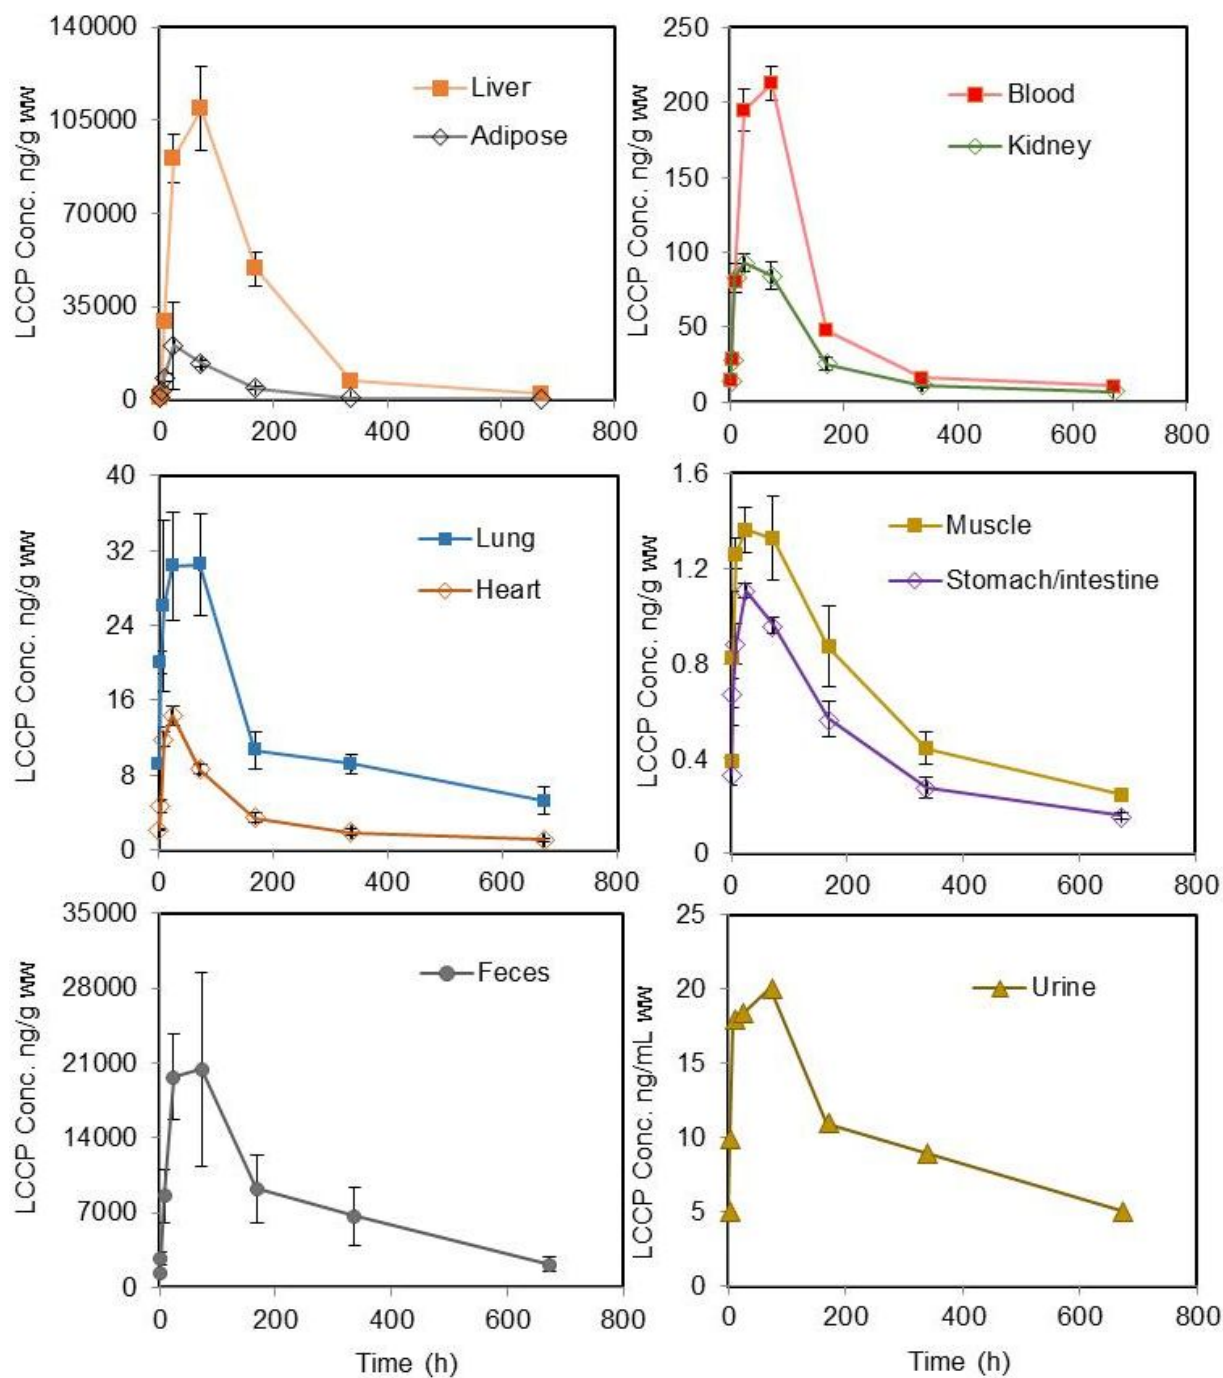 LCCP Conc. ng/g ww
140000
105000
70000
35000
0
0 200 400 600 800
Liver
Adipose
LCCP Conc. ng/g ww
250
200
150
100
50
0
0 200 400 600 800
Blood
Kidney
LCCP Conc. ng/g ww
40
32
24
16
8
0
0 200 400 600 800
Lung
Heart
LCCP Conc. ng/g ww
1.6
1.2
0.8
0.4
0
0 200 400 600 800
Muscle
Stomach/intestine
LCCP Conc. ng/g ww
35000
28000
21000
14000
7000
0
0 200 400 600 800
Feces
Time (h)
LCCP Conc. ng/mL ww
25
20
15
10
5
0
0 200 400 600 800
Urine
Time (h)